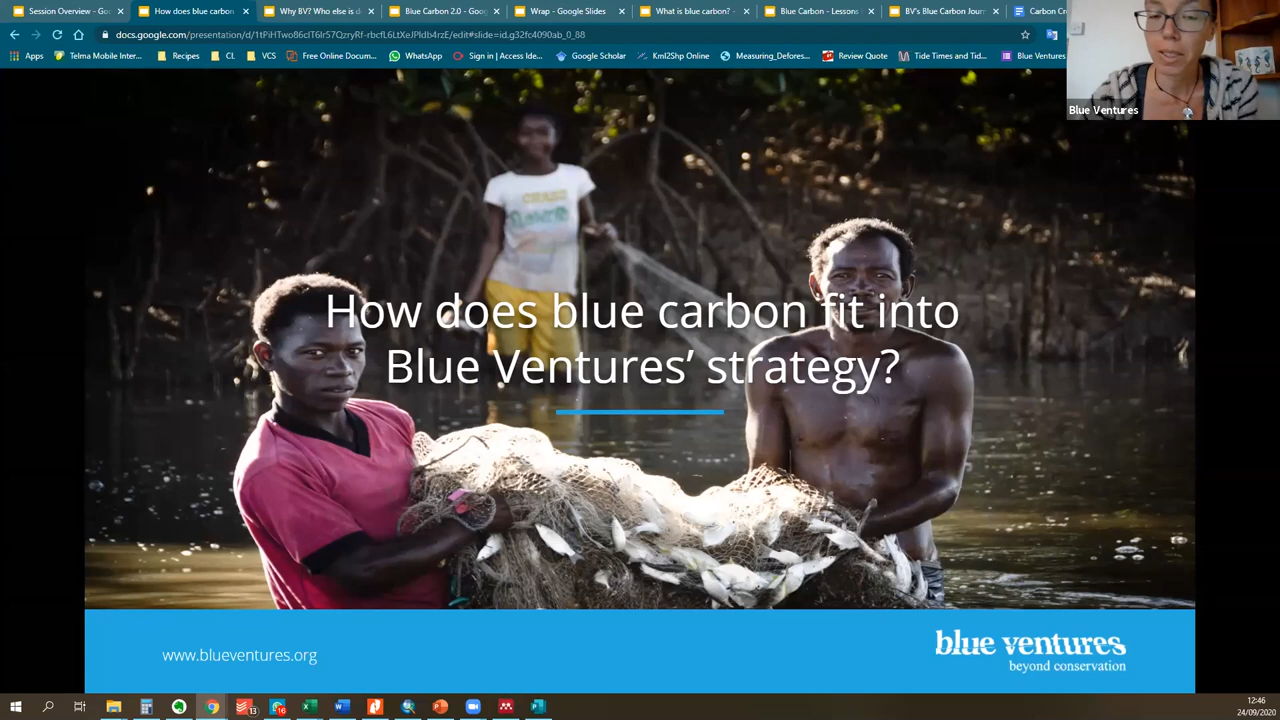 Session Overview - Go
How does blue carbon
Why BV? Who else is d
Blue Carbon 2.0 - Goog
Wrap - Google Slides
What is blue carbon? -
Blue Carbon - Lessons
BV's Blue Carbon Journ
Carbon Cr
docs.google.com/presentation/d/1tPiHTwo86cIT6lr57QzryRf-rbcfL6LtXeJPldb4rzE/edit#slide=id.g32fc4090ab_0_88
Apps
Telma Mobile Inter...
Recipes
CL
VCS
Free Online Docum...
WhatsApp
Sign in | Access Ide...
Google Scholar
Kml2Shp Online
Measuring_Defores...
Review Quote
Tide Times and Tid...
Blue Ventures
Blue Ventures
How does blue carbon fit into
Blue Ventures' strategy?
www.blueventures.org
blue ventures
beyond conservation
13
16
12:46
24/09/2020